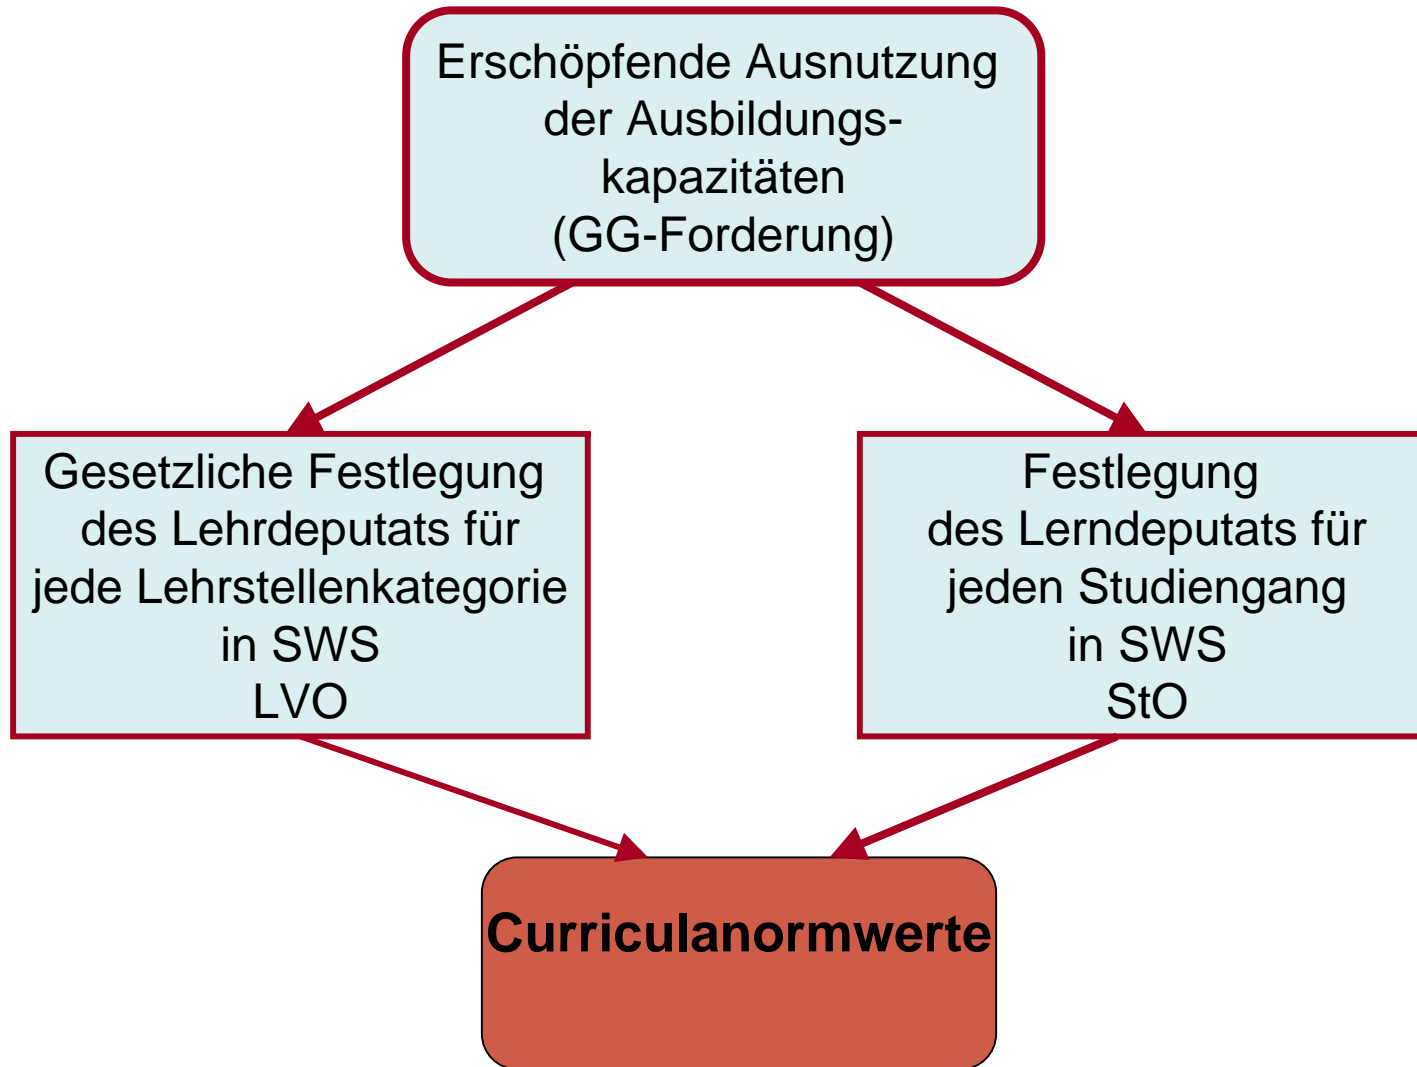 Erschöpfende Ausnutzung
der Ausbildungs-
kapazitäten
(GG-Forderung)
Gesetzliche Festlegung
des Lehrdeputats für
jede Lehrstellenkategorie
in SWS
LVO
Festlegung
des Lerndeputats für
jeden Studiengang
in SWS
StO
Curriculanormwerte